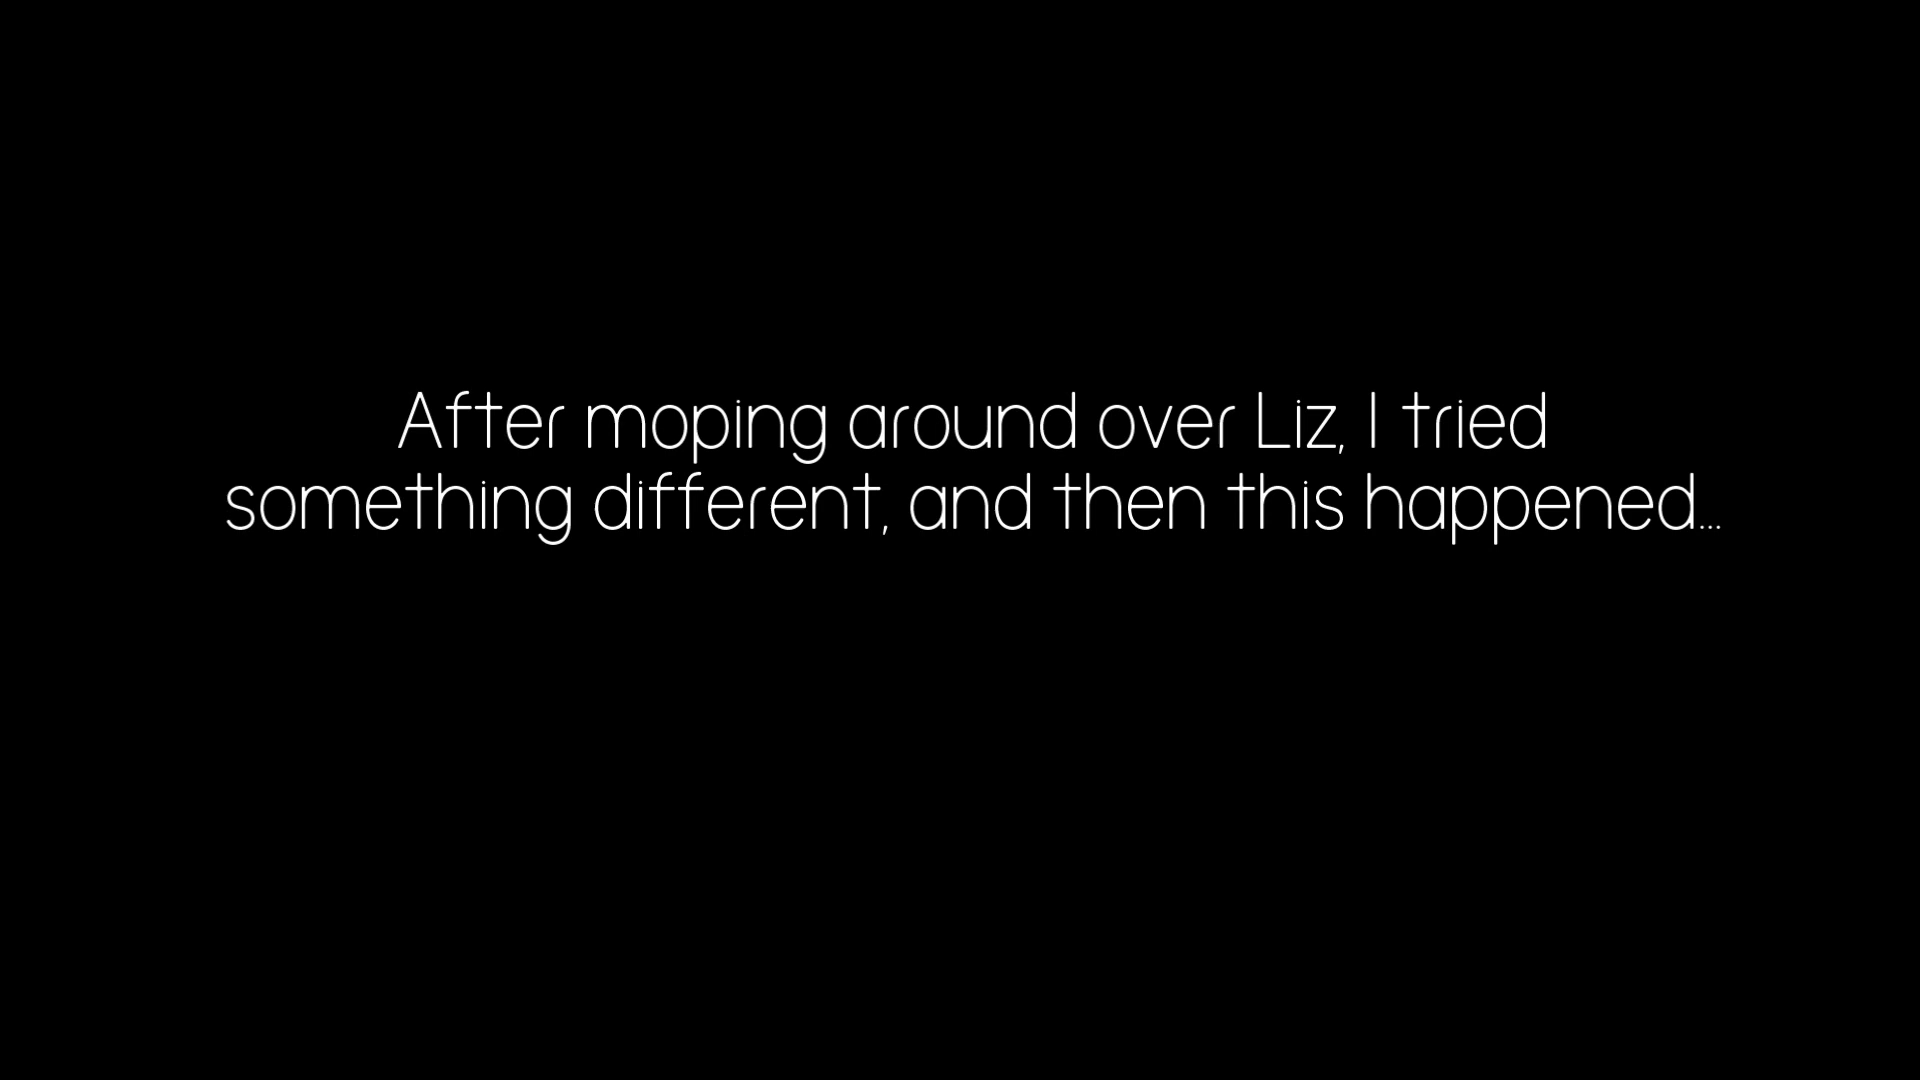 After moping around over Liz, I tried
something different, and then this happened...